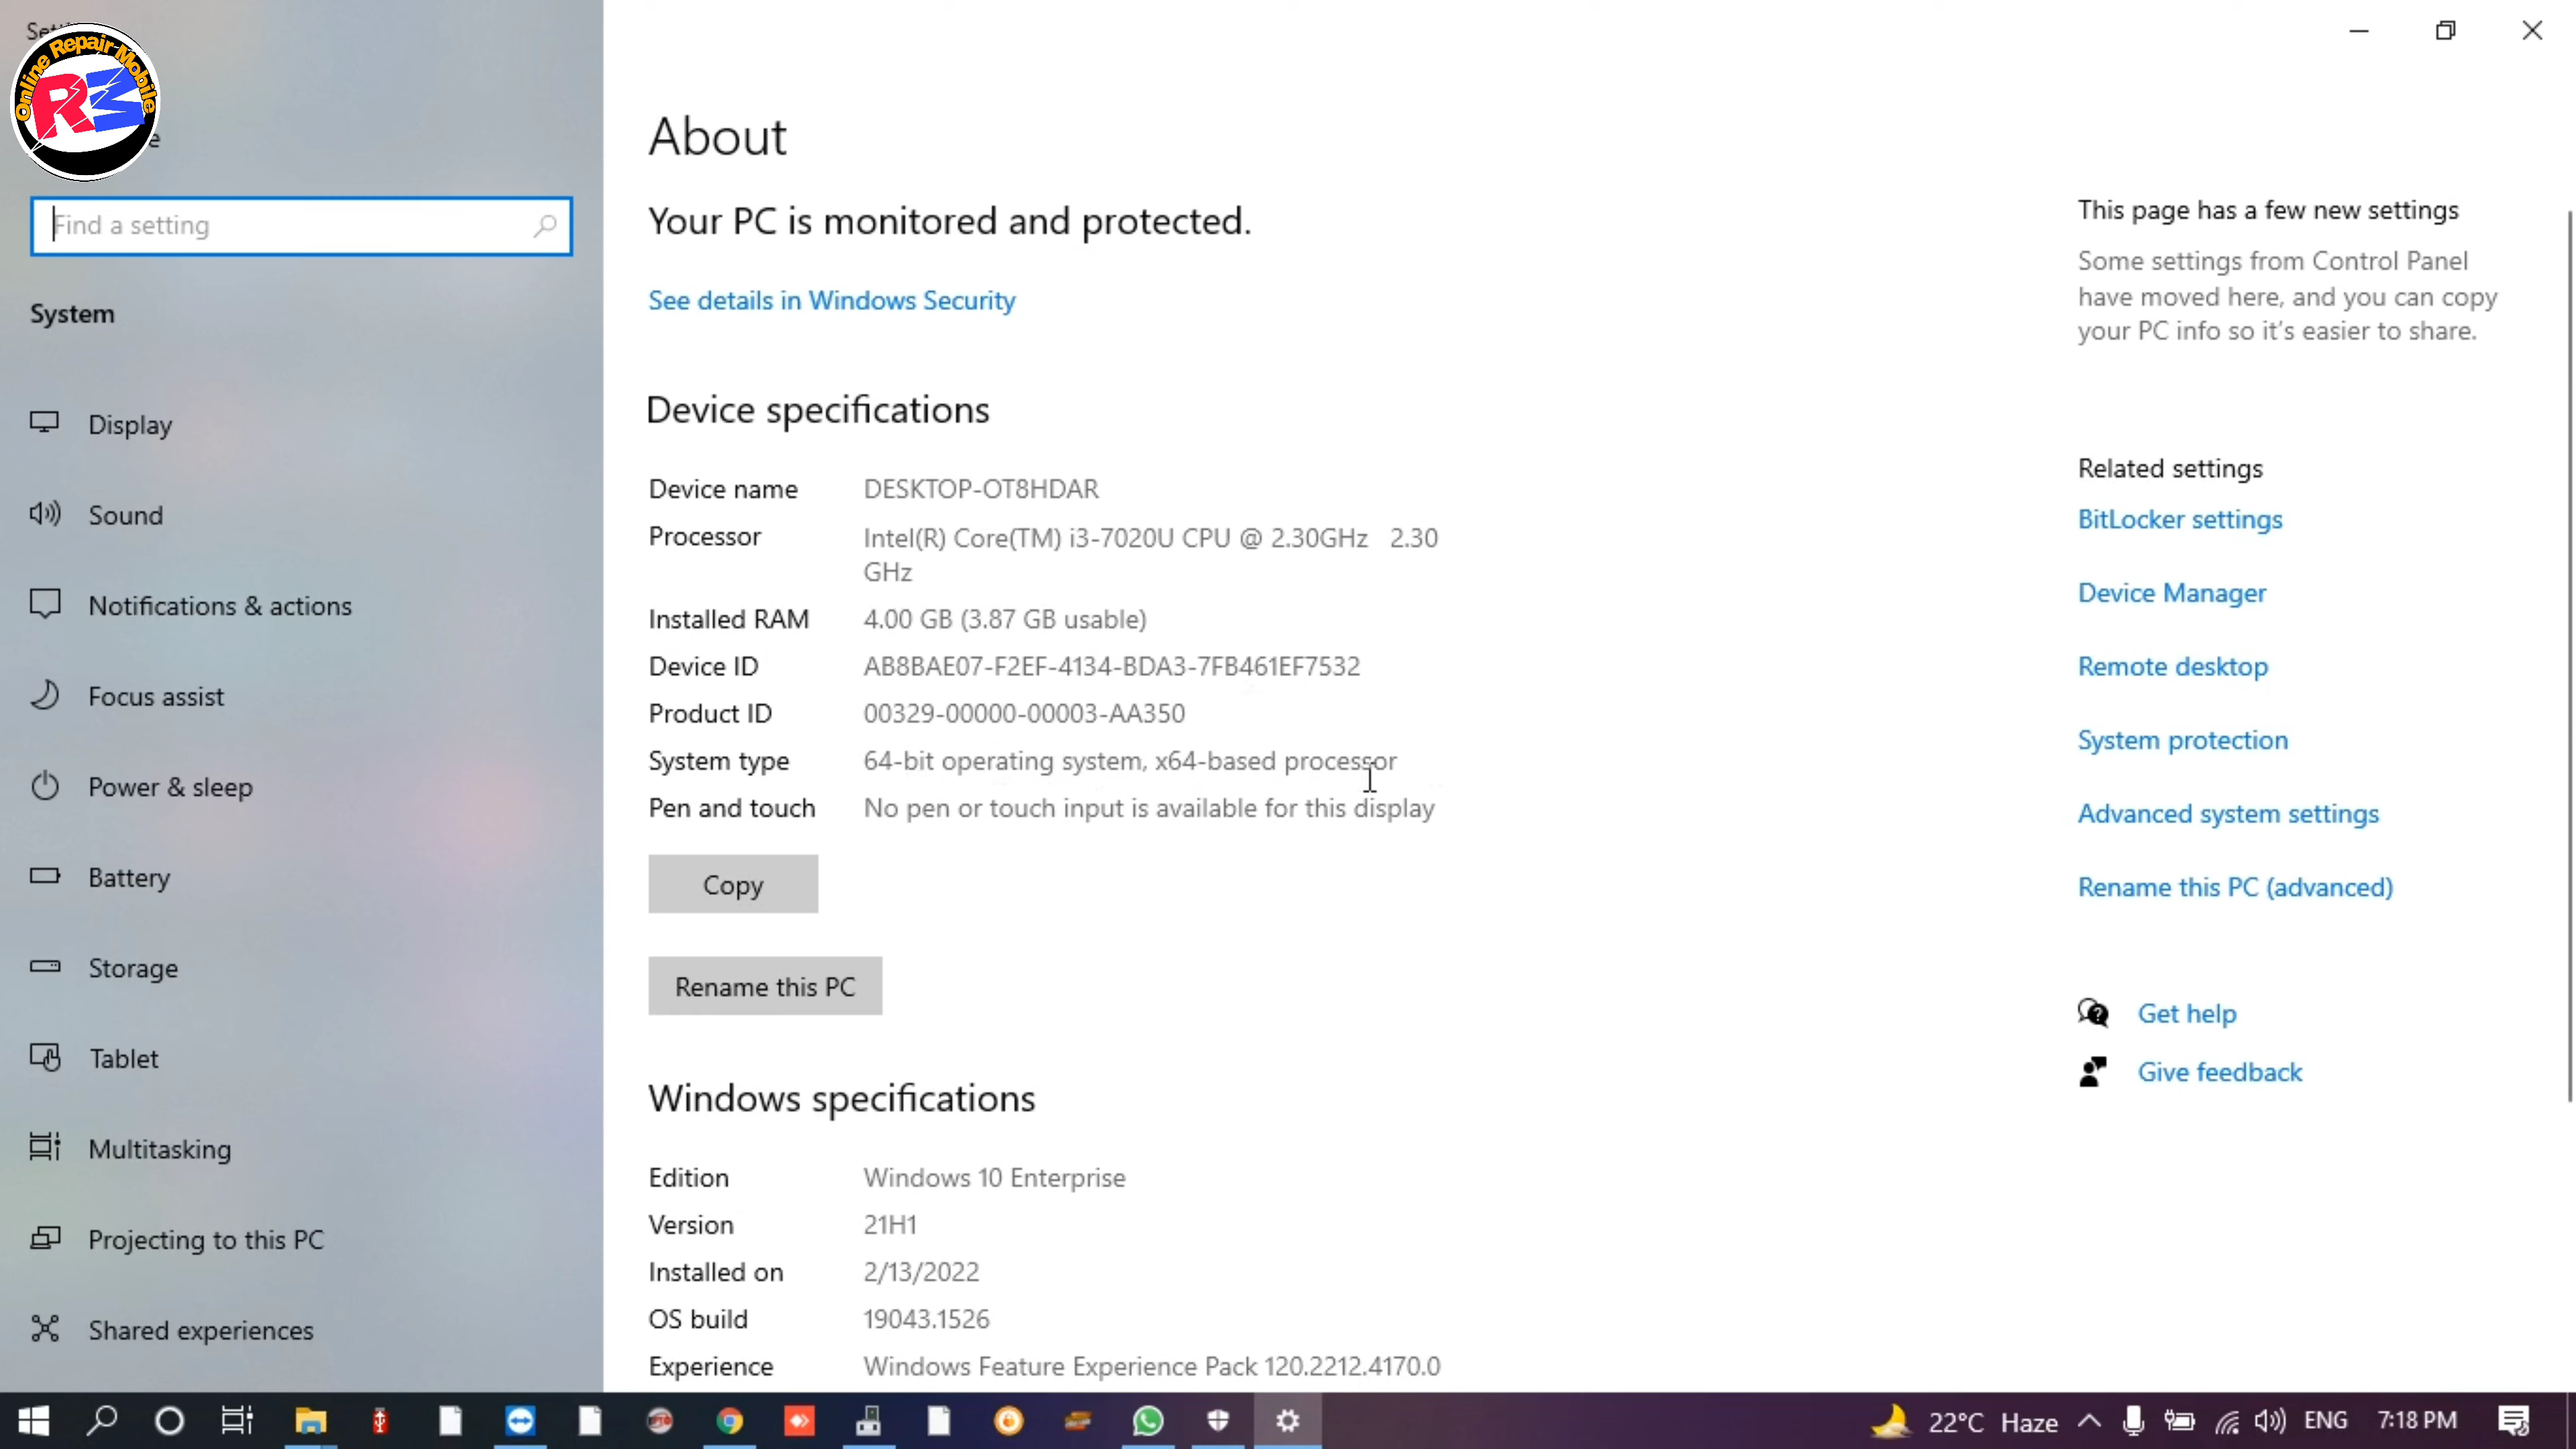 Online Repair Mobile
RM
Find a setting
System
Display
Sound
Notifications & actions
Focus assist
Power & sleep
Battery
Storage
Tablet
Multitasking
Projecting to this PC
Shared experiences
About
Your PC is monitored and protected.
See details in Windows Security
Device specifications
Device name DESKTOP-OT8HDAR
Processor Intel(R) Core(TM) i3-7020U CPU @ 2.30GHz 2.30
GHz
Installed RAM 4.00 GB (3.87 GB usable)
Device ID AB8BAE07-F2EF-4134-BDA3-7FB461EF7532
Product ID 00329-00000-00003-AA350
System type 64-bit operating system, x64-based processor
Pen and touch No pen or touch input is available for this display
Copy
Rename this PC
Windows specifications
Edition Windows 10 Enterprise
Version 21H1
Installed on 2/13/2022
OS build 19043.1526
Experience Windows Feature Experience Pack 120.2212.4170.0
This page has a few new settings
Some settings from Control Panel
have moved here, and you can copy
your PC info so it's easier to share.
Related settings
BitLocker settings
Device Manager
Remote desktop
System protection
Advanced system settings
Rename this PC (advanced)
Get help
Give feedback
22°C Haze ENG 7:18 PM